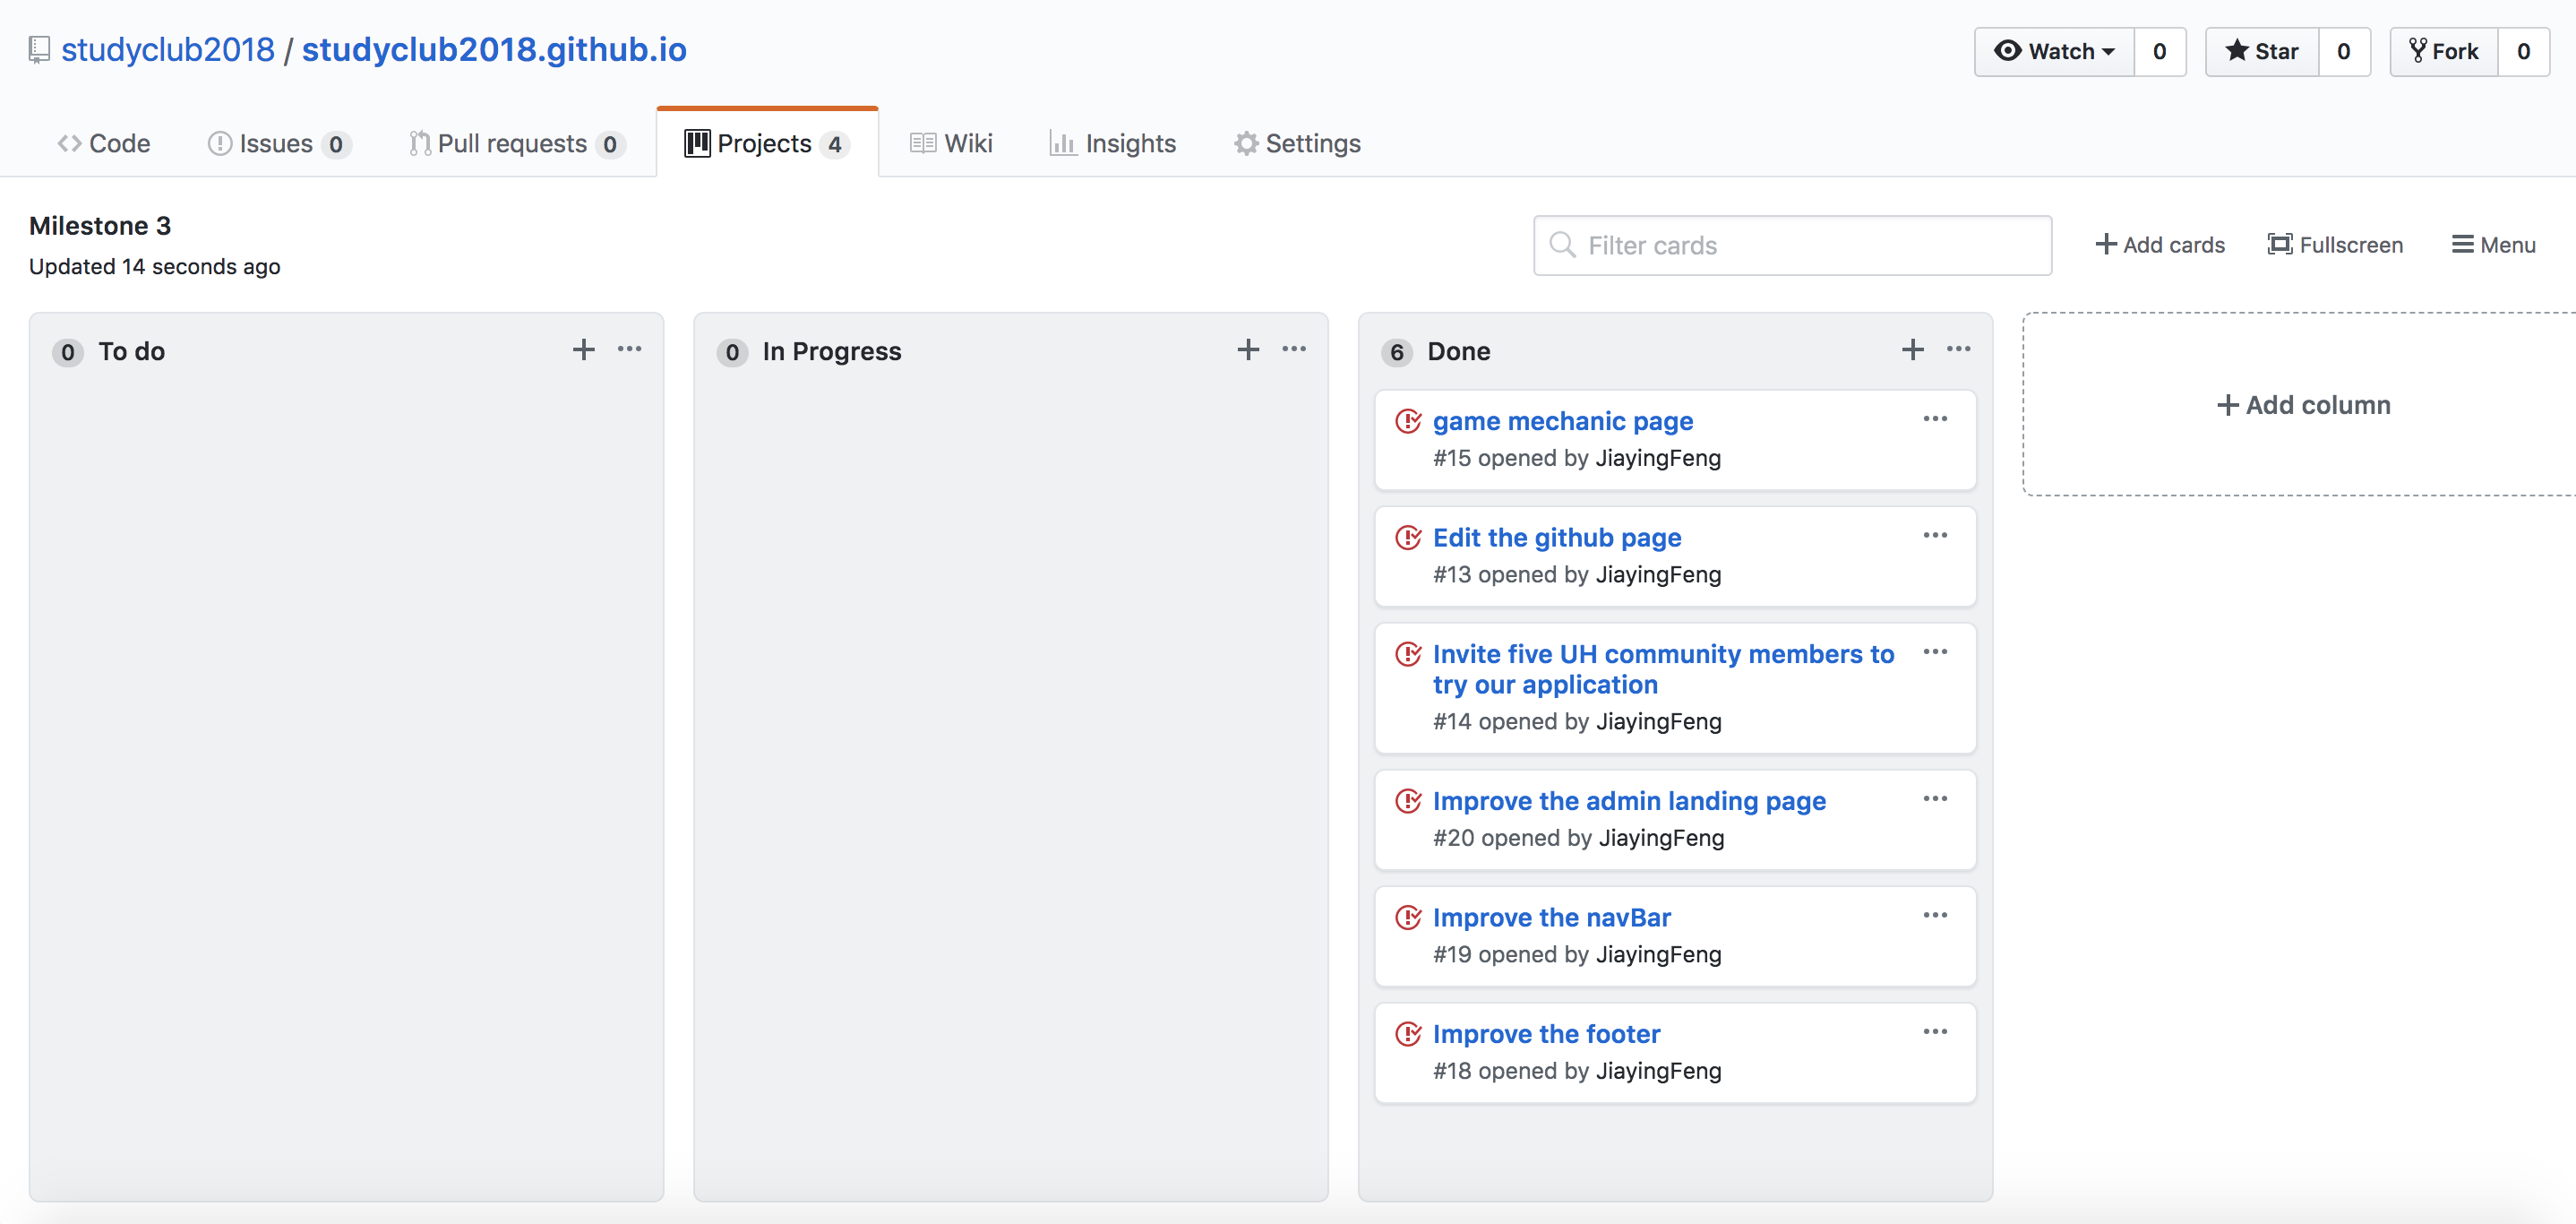 studyclub2018 / studyclub2018.github.io
Watch 0 Star 0 Fork 0
Code Issues 0 Pull requests 0 Projects 4 Wiki Insights Settings
Milestone 3
Updated 14 seconds ago
Filter cards
Add cards Fullscreen Menu
0 To do
0 In Progress
6 Done
game mechanic page
#15 opened by JiayingFeng
Edit the github page
#13 opened by JiayingFeng
Invite five UH community members to
try our application
#14 opened by JiayingFeng
Improve the admin landing page
#20 opened by JiayingFeng
Improve the navBar
#19 opened by JiayingFeng
Improve the footer
#18 opened by JiayingFeng
Add column